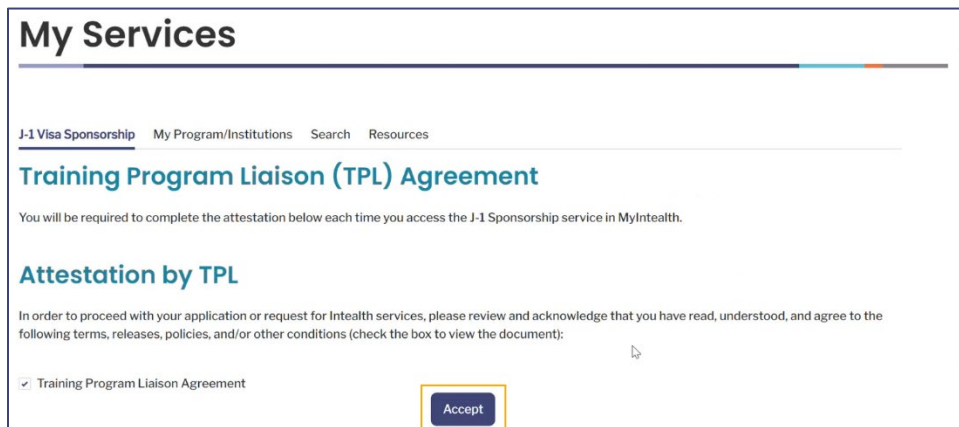 My Services
J-1 Visa Sponsorship My Program/Institutions Search Resources
Training Program Liaison (TPL) Agreement
You will be required to complete the attestation below each time you access the J-1 Sponsorship service in MyIntealth.
Attestation by TPL
In order to proceed with your application or request for Intealth services, please review and acknowledge that you have read, understood, and agree to the
following terms, releases, policies, and/or other conditions (check the box to view the document):
Training Program Liaison Agreement
Accept